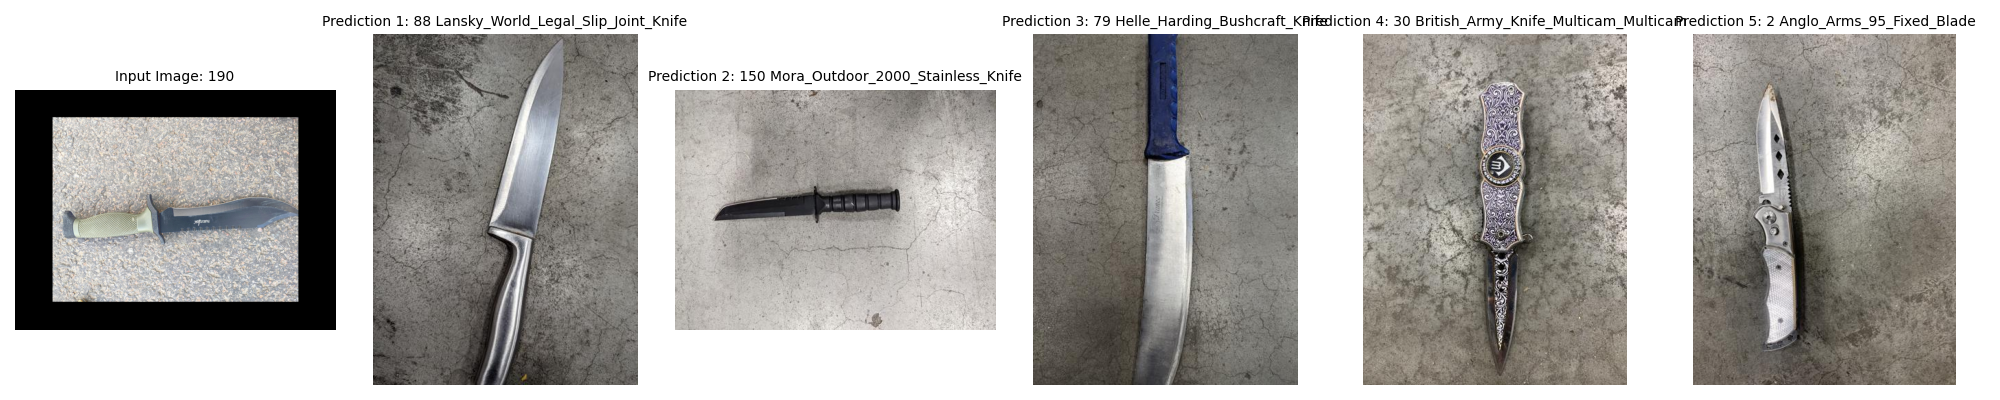 Input Image: 190
Prediction 1: 88 Lansky_World_Legal_Slip_Joint_Knife
Prediction 2: 150 Mora_Outdoor_2000_Stainless_Knife
Prediction 3: 79 Helle_Harding_Bushcraft_Knife
Prediction 4: 30 British_Army_Knife_Multicam_Multicam
Prediction 5: 2 Anglo_Arms_95_Fixed_Blade